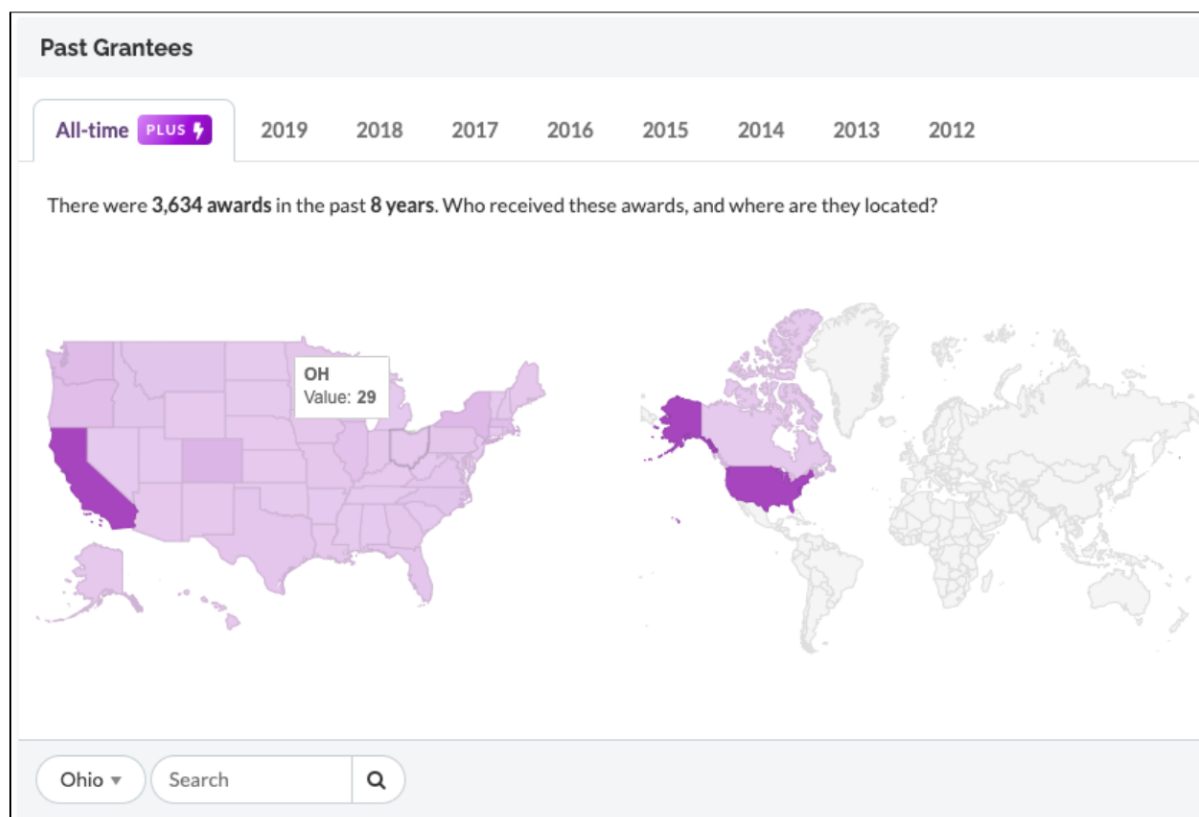 Past Grantees
All-time PLUS 2019 2018 2017 2016 2015 2014 2013 2012
There were 3,634 awards in the past 8 years. Who received these awards, and where are they located?
OH
Value: 29
Ohio Search